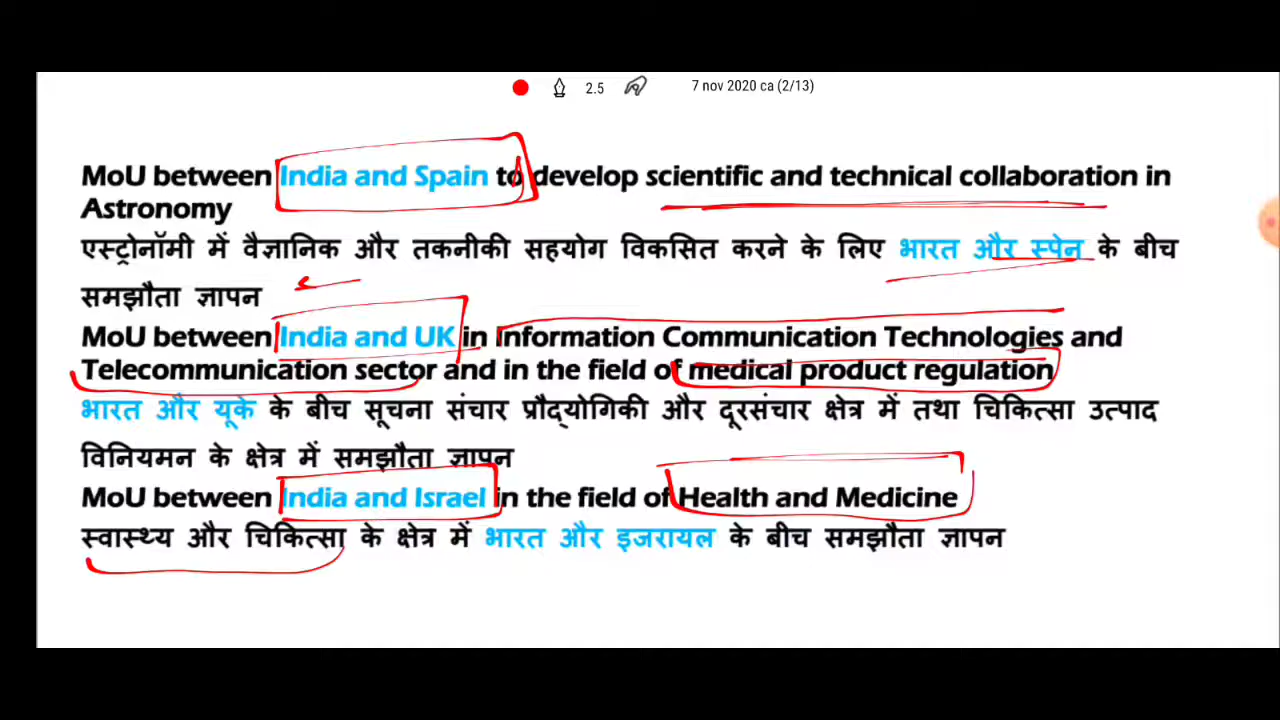 2.5 7 nov 2020 ca (2/13)
MoU between India and Spain to develop scientific and technical collaboration in
Astronomy
एस्ट्रोनॉमी में वैज्ञानिक और तकनीकी सहयोग विकसित करने के लिए भारत और स्पेन के बीच
समझौता ज्ञापन
MoU between India and UK in Information Communication Technologies and
Telecommunication sector and in the field of medical product regulation
भारत और यूके के बीच सूचना संचार प्रौद्योगिकी और दूरसंचार क्षेत्र में तथा चिकित्सा उत्पाद
विनियमन के क्षेत्र में समझौता ज्ञापन
MoU between India and Israel in the field of Health and Medicine
स्वास्थ्य और चिकित्सा के क्षेत्र में भारत और इजरायल के बीच समझौता ज्ञापन